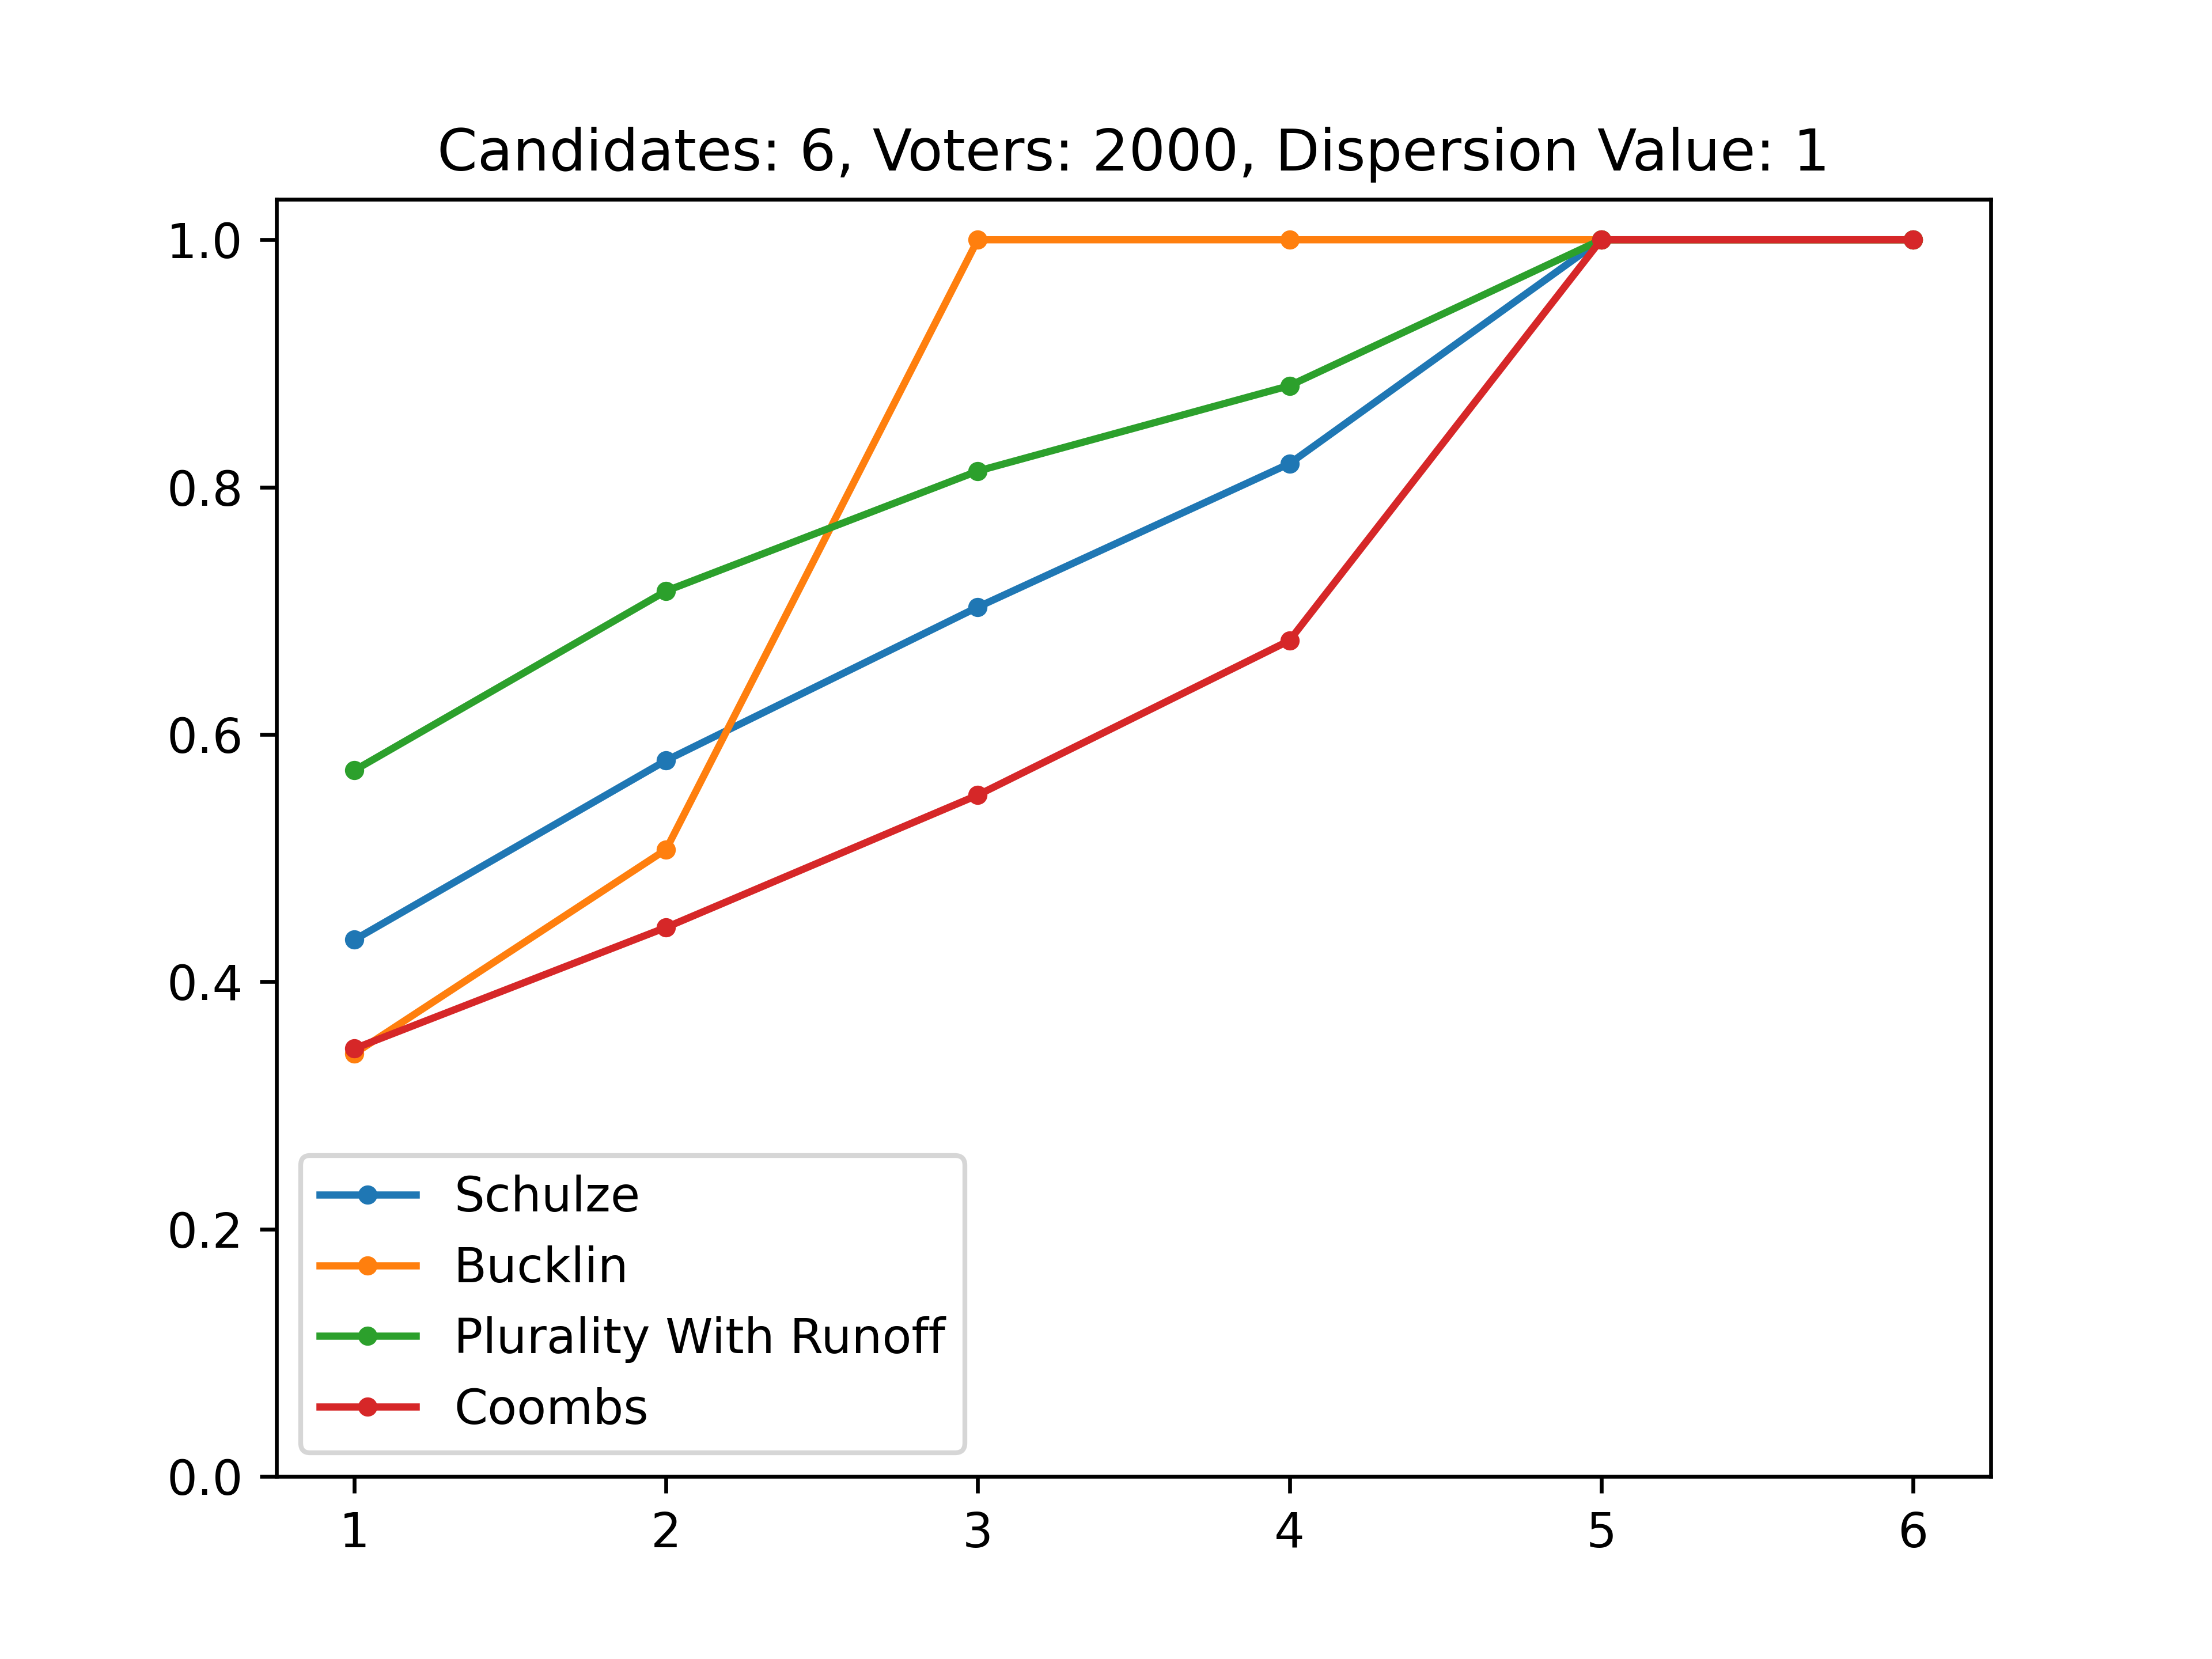 Candidates: 6, Voters: 2000, Dispersion Value: 1
1.0
0.8
0.6
0.4
0.2
0.0
Schulze
Bucklin
Plurality With Runoff
Coombs
1 2 3 4 5 6